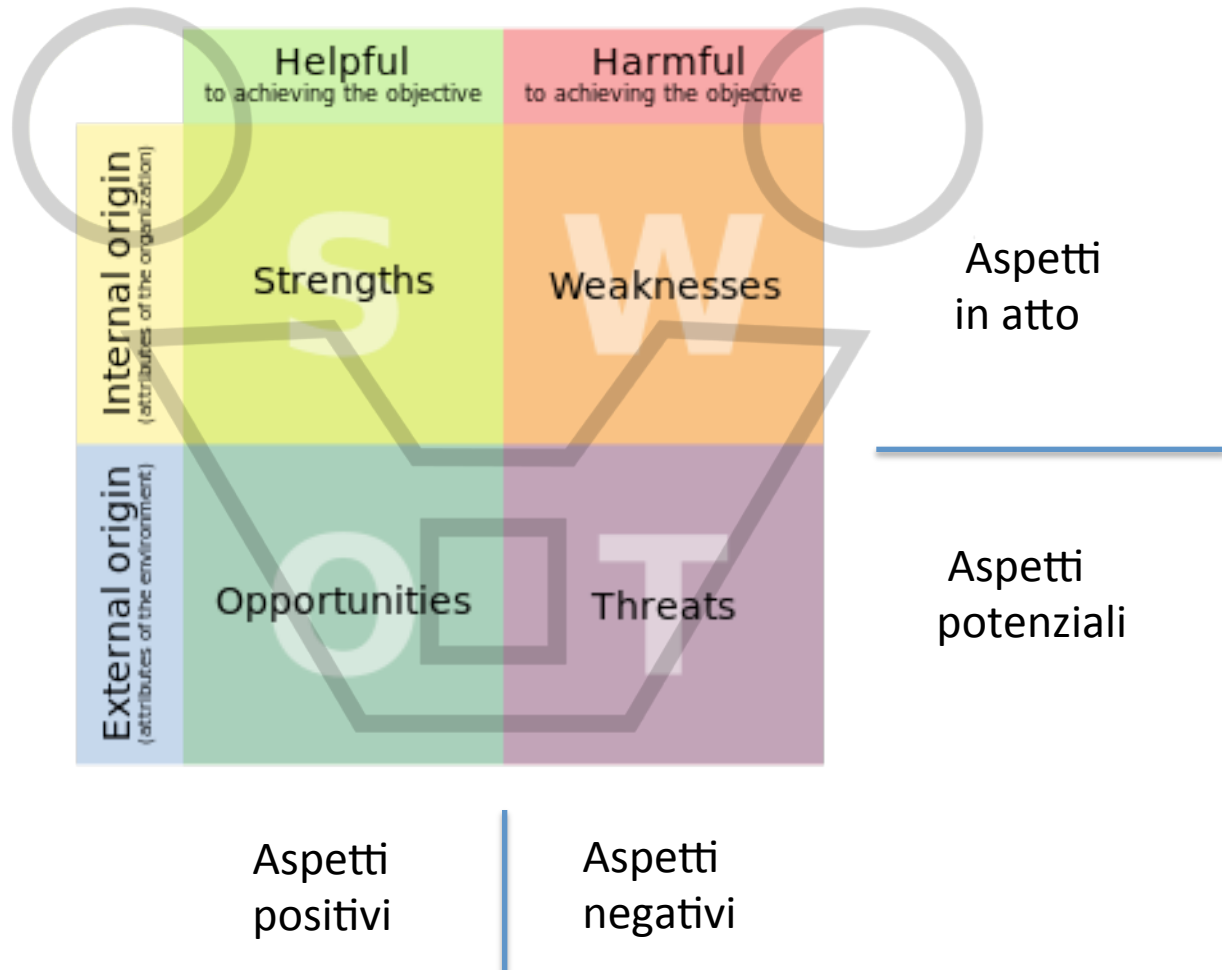 Helpful
to achieving the objective
Harmful
to achieving the objective
Internal origin
(attributes of the organization)
S
Strengths
W
Weaknesses
Aspetti
in atto
External origin
(attributes of the environment)
O
Opportunities
T
Threats
Aspetti
potenziali
Aspetti
positivi
Aspetti
negativi